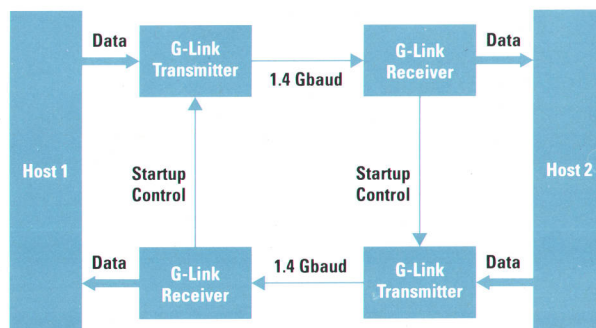 Data
G-Link
Transmitter
1.4 Gbaud
G-Link
Receiver
Data
Host 1
Startup
Control
Startup
Control
Host 2
Data
G-Link
Receiver
1.4 Gbaud
G-Link
Transmitter
Data